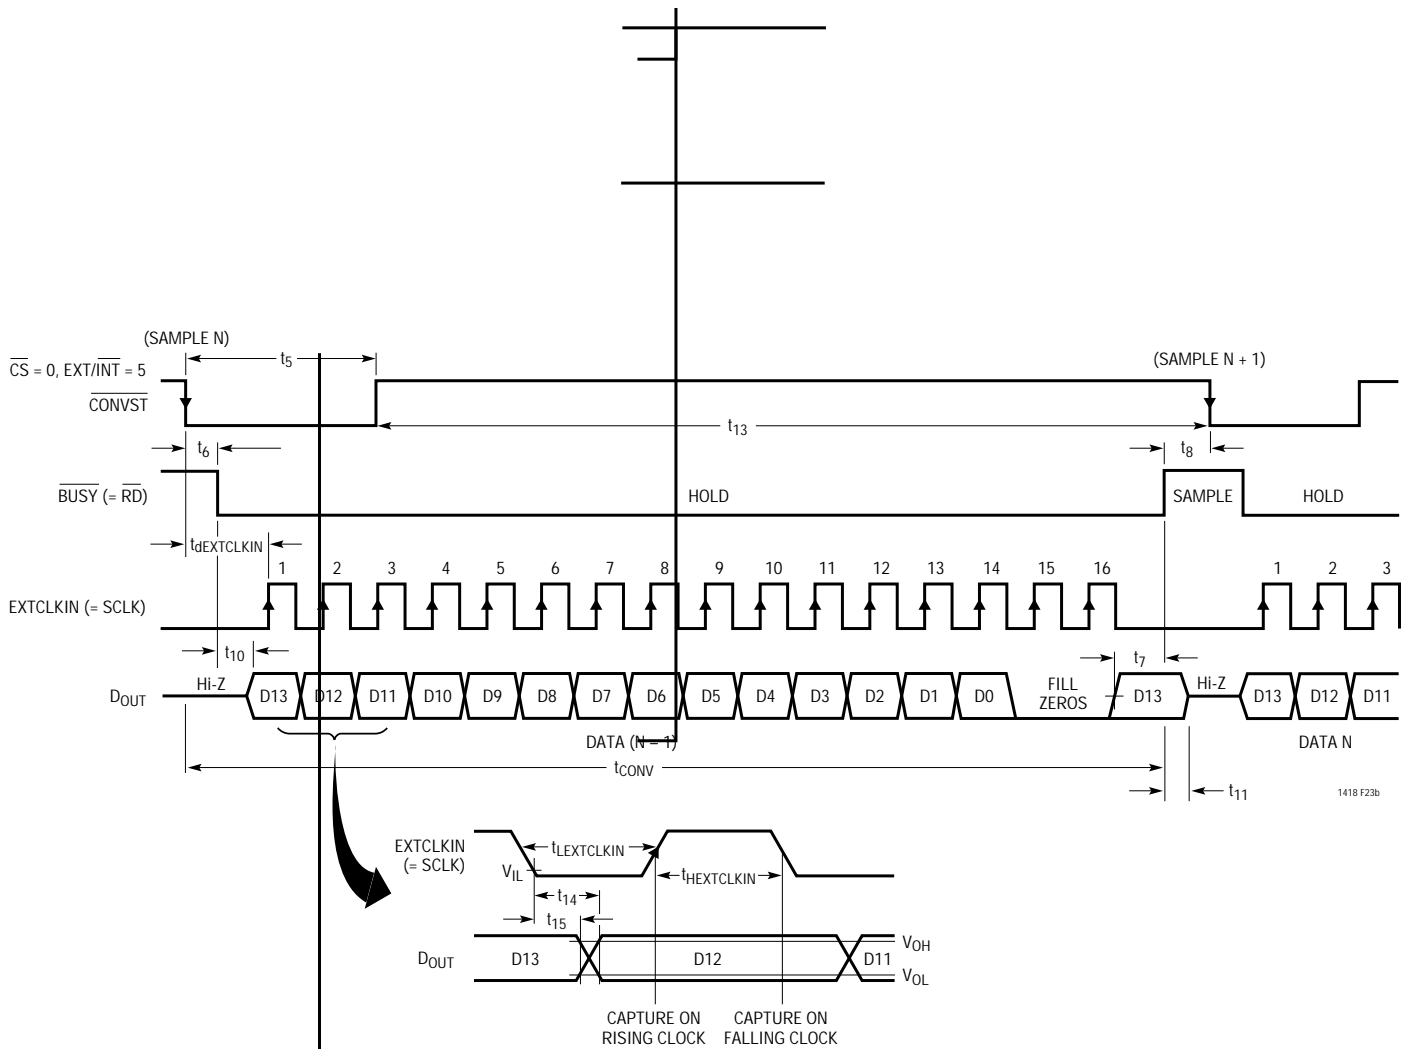 (SAMPLE N)
t5
(SAMPLE N + 1)
CS = 0, EXT/INT = 5
CONVST
t13
t6
t8
BUSY (= RD)
HOLD
SAMPLE
HOLD
tdEXTCLKIN
1 2 3 4 5 6 7 8 9 10 11 12 13 14 15 16 1 2 3
EXTCLKIN (= SCLK)
t10
t7
DOUT
Hi-Z
D13 D12 D11 D10 D9 D8 D7 D6 D5 D4 D3 D2 D1 D0
FILL
ZEROS
D13
Hi-Z
D13 D12 D11
DATA (N – 1)
DATA N
tCONV
t11
1418 F23b
EXTCLKIN
(= SCLK)
tLEXTCLKIN
VIL
tHEXTCLKIN
t14
t15
DOUT
D13
D12
D11
VOH
VOL
CAPTURE ON
RISING CLOCK
CAPTURE ON
FALLING CLOCK